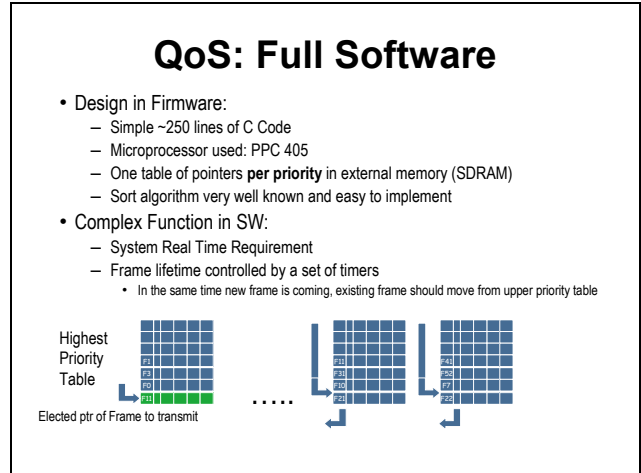 QoS: Full Software
• Design in Firmware:
– Simple ~250 lines of C Code
– Microprocessor used: PPC 405
– One table of pointers per priority in external memory (SDRAM)
– Sort algorithm very well known and easy to implement
• Complex Function in SW:
– System Real Time Requirement
– Frame lifetime controlled by a set of timers
• In the same time new frame is coming, existing frame should move from upper priority table
Highest
Priority
Table
F1
F3
F0
F11
Elected ptr of Frame to transmit
.....
F11
F31
F10
F21
F41
F52
F7
F22